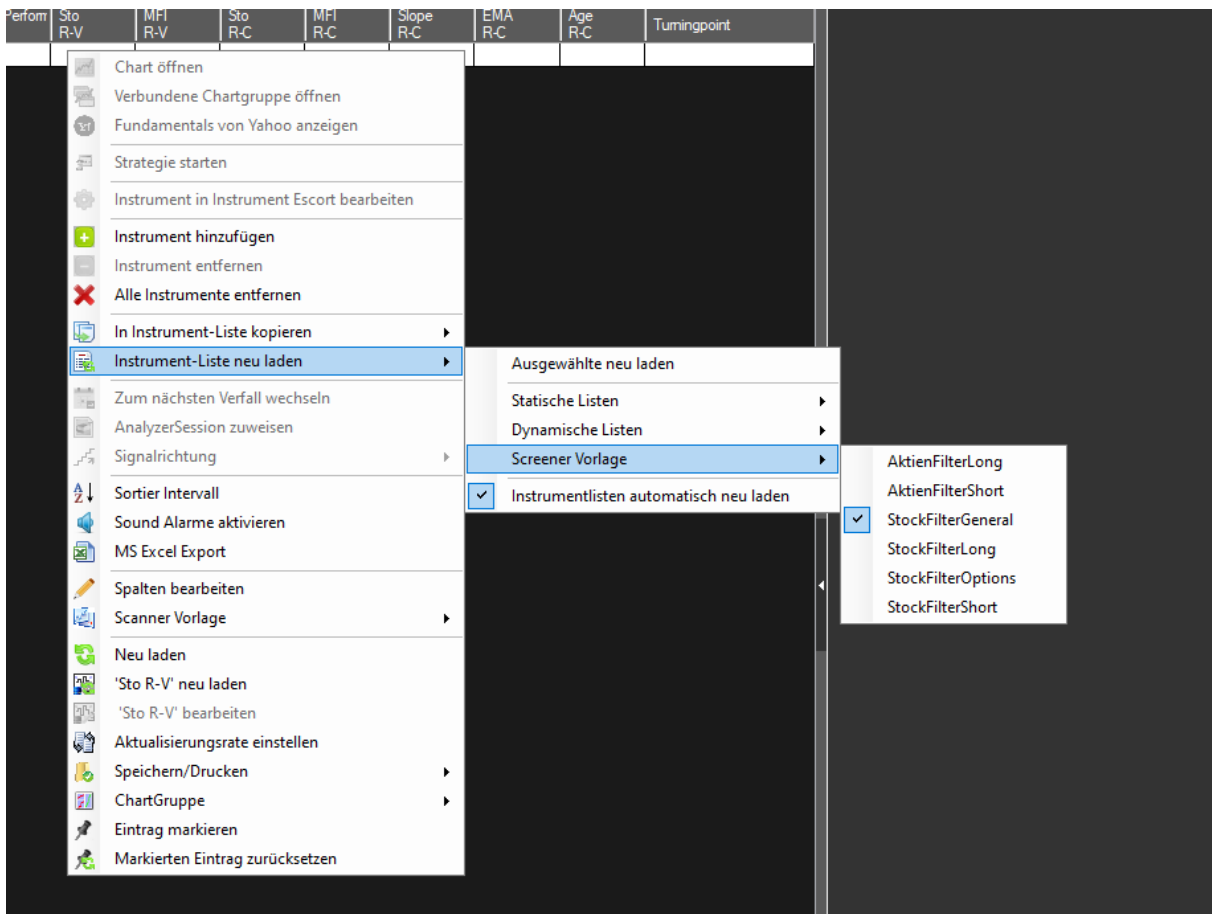 Perform
Sto R-V
MFI R-V
Sto R-C
MFI R-C
Slope R-C
EMA R-C
Age R-C
Turningpoint
Chart öffnen
Verbundene Chartgruppe öffnen
Fundamentals von Yahoo anzeigen
Strategie starten
Instrument in Instrument Escort bearbeiten
Instrument hinzufügen
Instrument entfernen
Alle Instrumente entfernen
In Instrument-Liste kopieren
Instrument-Liste neu laden
Zum nächsten Verfall wechseln
AnalyzerSession zuweisen
Signalrichtung
Sortier Intervall
Sound Alarme aktivieren
MS Excel Export
Spalten bearbeiten
Scanner Vorlage
Neu laden
'Sto R-V' neu laden
'Sto R-V' bearbeiten
Aktualisierungsrate einstellen
Speichern/Drucken
ChartGruppe
Eintrag markieren
Markierten Eintrag zurücksetzen
Ausgewählte neu laden
Statische Listen
Dynamische Listen
Screener Vorlage
Instrumentlisten automatisch neu laden
AktienFilterLong
AktienFilterShort
StockFilterGeneral
StockFilterLong
StockFilterOptions
StockFilterShort